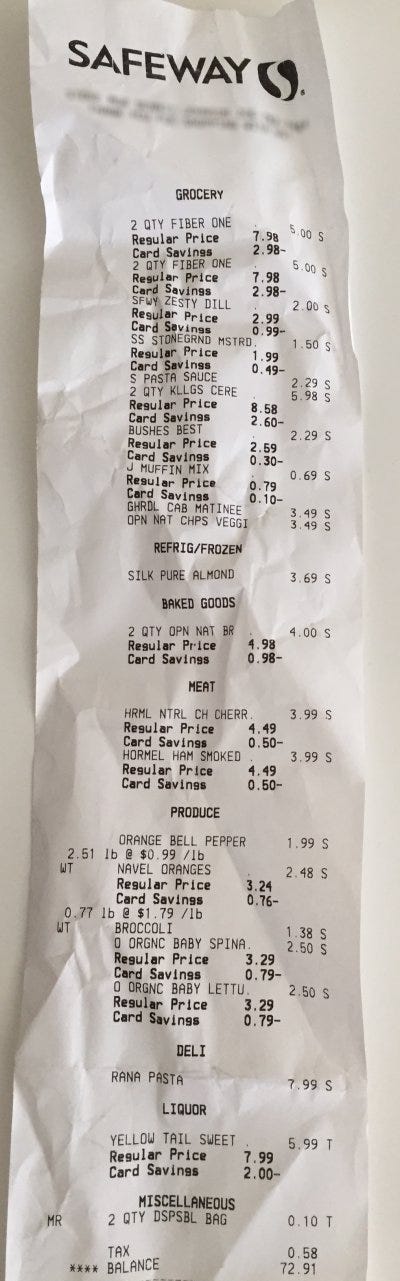 SAFEWAY
GROCERY
2 QTY FIBER ONE . 5.00 S
Regular Price 7.98
Card Savings 2.98-
2 QTY FIBER ONE . 5.00 S
Regular Price 7.98
Card Savings 2.98-
SFWY ZESTY DILL . 2.00 S
Regular Price 2.99
Card Savings 0.99-
SS STONEGRND MSTRD. 1.50 S
Regular Price 1.99
Card Savings 0.49-
S PASTA SAUCE 2.29 S
2 QTY KLLGS CERE . 5.98 S
Regular Price 8.58
Card Savings 2.60-
BUSHES BEST . 2.29 S
Regular Price 2.59
Card Savings 0.30-
J MUFFIN MIX . 0.69 S
Regular Price 0.79
Card Savings 0.10-
GHRDL CAB MATINEE 3.49 S
OPN NAT CHPS VEGGI 3.49 S
REFRIG/FROZEN
SILK PURE ALMOND 3.69 S
BAKED GOODS
2 QTY OPN NAT BR . 4.00 S
Regular Price 4.98
Card Savings 0.98-
MEAT
HRML NTRL CH CHERR. 3.99 S
Regular Price 4.49
Card Savings 0.50-
HORMEL HAM SMOKED . 3.99 S
Regular Price 4.49
Card Savings 0.50-
PRODUCE
ORANGE BELL PEPPER 1.99 S
2.51 lb @ $0.99 /lb
WT NAVEL ORANGES . 2.48 S
Regular Price 3.24
Card Savings 0.76-
0.77 lb @ $1.79 /lb
WT BROCCOLI 1.38 S
O ORGNC BABY SPINA. 2.50 S
Regular Price 3.29
Card Savings 0.79-
O ORGNC BABY LETTU. 2.50 S
Regular Price 3.29
Card Savings 0.79-
DELI
RANA PASTA 7.99 S
LIQUOR
YELLOW TAIL SWEET . 5.99 T
Regular Price 7.99
Card Savings 2.00-
MISCELLANEOUS
MR 2 QTY DSPSBL BAG 0.10 T
TAX 0.58
**** BALANCE 72.91